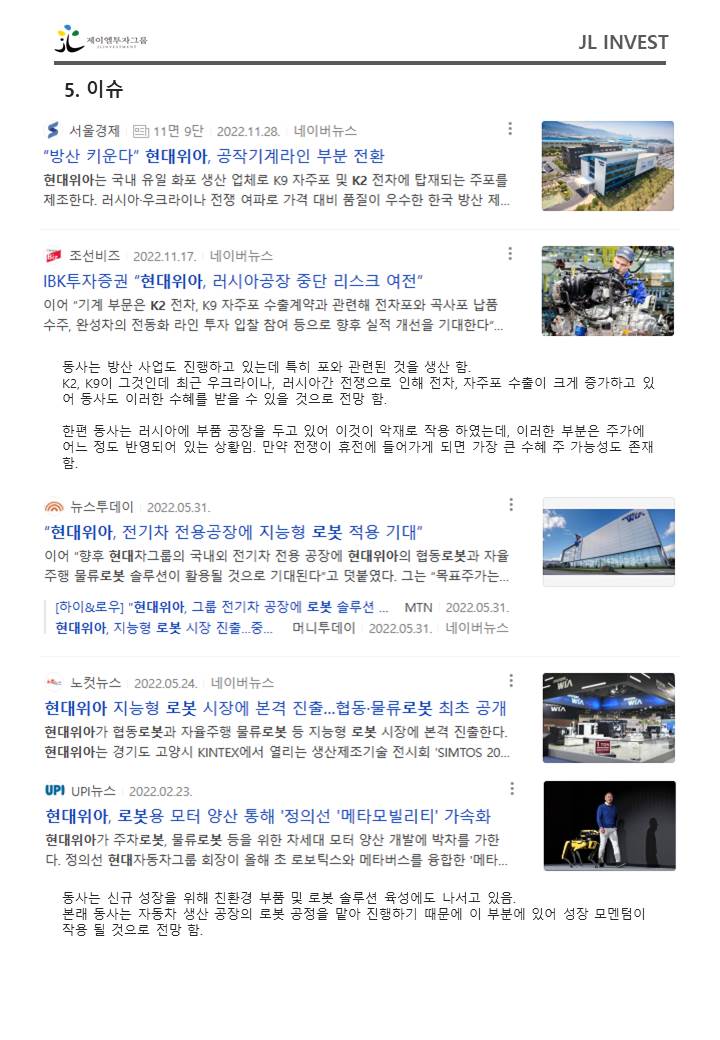 제이엘투자그룹
JLINVESTMENT
JL INVEST
5. 이슈
서울경제 11면 9단 2022.11.28. 네이버뉴스
“방산 키운다” 현대위아, 공작기계라인 부분 전환
현대위아는 국내 유일 화포 생산 업체로 K9 자주포 및 K2 전차에 탑재되는 주포를
제조한다. 러시아·우크라이나 전쟁 여파로 가격 대비 품질이 우수한 한국 방산 제...
조선비즈 2022.11.17. 네이버뉴스
IBK투자증권 “현대위아, 러시아공장 중단 리스크 여전”
이어 “기계 부문은 K2 전차, K9 자주포 수출계약과 관련해 전차포와 곡사포 납품
수주, 완성차의 전동화 라인 투자 입찰 참여 등으로 향후 실적 개선을 기대한다”...
동사는 방산 사업도 진행하고 있는데 특히 포와 관련된 것을 생산 함.
K2, K9이 그것인데 최근 우크라이나, 러시아간 전쟁으로 인해 전차, 자주포 수출이 크게 증가하고 있
어 동사도 이러한 수혜를 받을 수 있을 것으로 전망 함.
한편 동사는 러시아에 부품 공장을 두고 있어 이것이 악재로 작용 하였는데, 이러한 부분은 주가에
어느 정도 반영되어 있는 상황임. 만약 전쟁이 휴전에 들어가게 되면 가장 큰 수혜 주 가능성도 존재
함.
뉴스투데이 2022.05.31.
“현대위아, 전기차 전용공장에 지능형 로봇 적용 기대”
이어 “향후 현대차그룹의 국내외 전기차 전용 공장에 현대위아의 협동로봇과 자율
주행 물류로봇 솔루션이 활용될 것으로 기대된다”고 덧붙였다. 그는 “목표주가는...
[하이&로우] "현대위아, 그룹 전기차 공장에 로봇 솔루션 ... MTN 2022.05.31.
현대위아, 지능형 로봇 시장 진출...중... 머니투데이 2022.05.31. 네이버뉴스
노컷뉴스 2022.05.24. 네이버뉴스
현대위아 지능형 로봇 시장에 본격 진출...협동·물류로봇 최초 공개
현대위아가 협동로봇과 자율주행 물류로봇 등 지능형 로봇 시장에 본격 진출한다.
현대위아는 경기도 고양시 KINTEX에서 열리는 생산제조기술 전시회 'SIMTOS 20...
WIA
UPI UPI뉴스 2022.02.23.
현대위아, 로봇용 모터 양산 통해 '정의선 '메타모빌리티' 가속화
현대위아가 주차로봇, 물류로봇 등을 위한 차세대 모터 양산 개발에 박차를 가한
다. 정의선 현대자동차그룹 회장이 올해 초 로보틱스와 메타버스를 융합한 '메타...
동사는 신규 성장을 위해 친환경 부품 및 로봇 솔루션 육성에도 나서고 있음.
본래 동사는 자동차 생산 공장의 로봇 공정을 맡아 진행하기 때문에 이 부분에 있어 성장 모멘텀이
작용 될 것으로 전망 함.